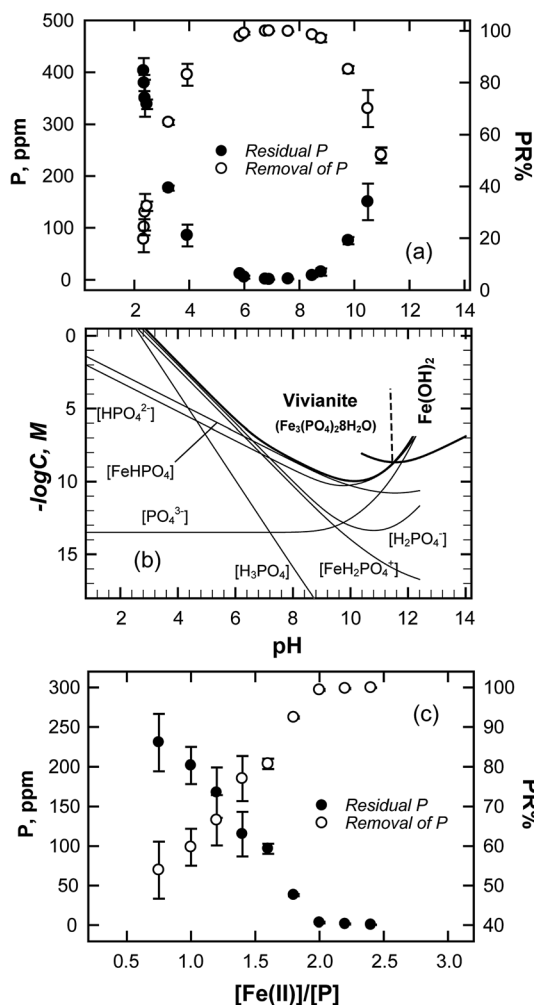 500
400
300
200
100
0
P, ppm
100
80
60
40
20
0
PR%
Residual P
Removal of P
(a)
2 4 6 8 10 12 14
0
5
10
15
-logC, M
Vivianite
(Fe3(PO4)28H2O)
Fe(OH)2
[HPO4 2-]
[FeHPO4]
[PO4 3-]
[H2PO4 -]
(b)
[H3PO4]
[FeH2PO4 +]
2 4 6 8 10 12 14
pH
300
250
200
150
100
50
0
P, ppm
100
90
80
70
60
50
40
PR%
(c)
Residual P
Removal of P
0.5 1.0 1.5 2.0 2.5 3.0
[Fe(II)]/[P]